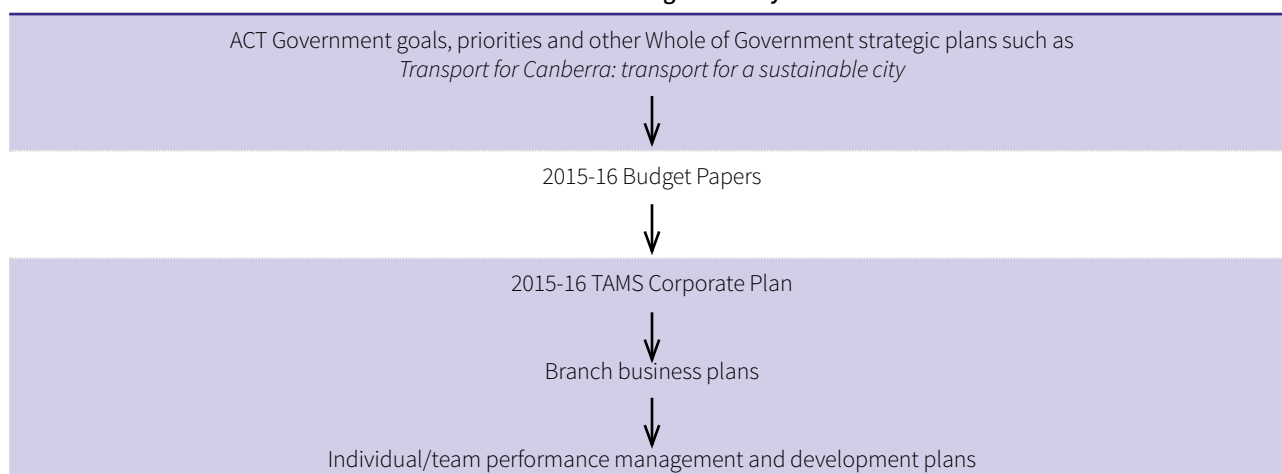 ACT Government goals, priorities and other Whole of Government strategic plans such as
Transport for Canberra: transport for a sustainable city
2015-16 Budget Papers
2015-16 TAMS Corporate Plan
Branch business plans
Individual/team performance management and development plans